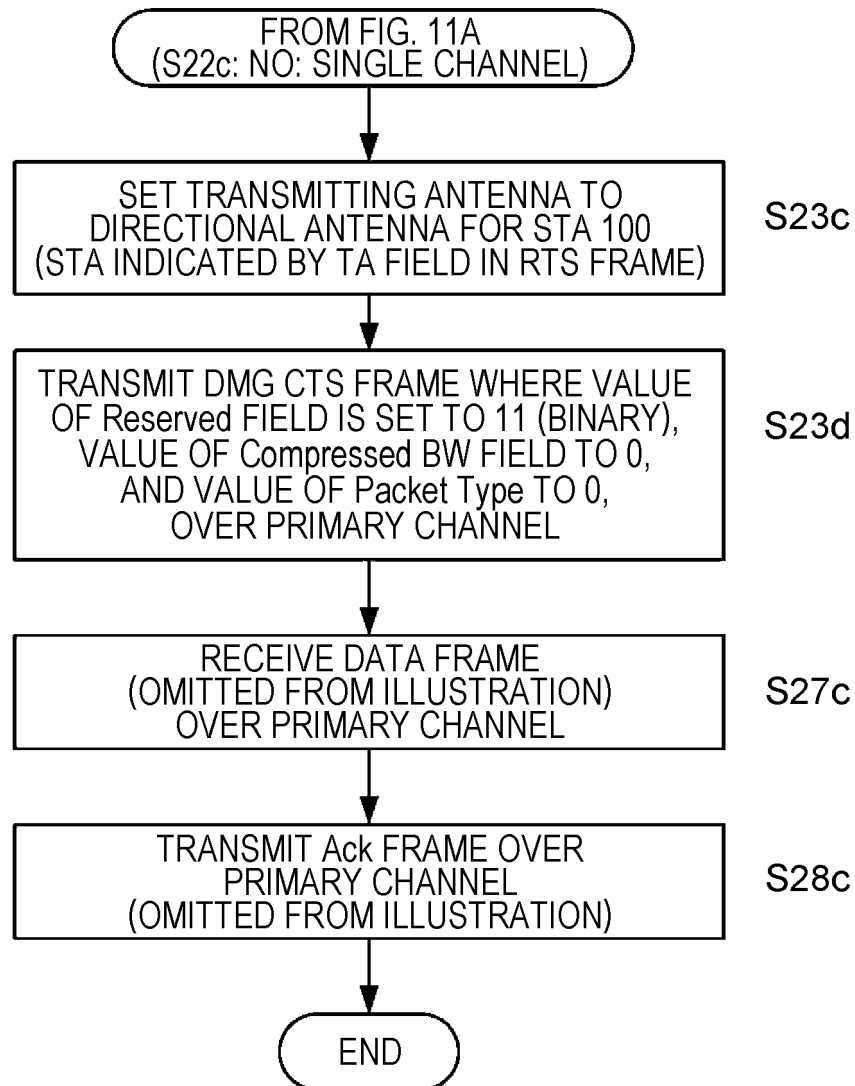 FROM FIG. 11A
(S22c: NO: SINGLE CHANNEL)
SET TRANSMITTING ANTENNA TO
DIRECTIONAL ANTENNA FOR STA 100
(STA INDICATED BY TA FIELD IN RTS FRAME)
S23c
TRANSMIT DMG CTS FRAME WHERE VALUE
OF Reserved FIELD IS SET TO 11 (BINARY),
VALUE OF Compressed BW FIELD TO 0,
AND VALUE OF Packet Type TO 0,
OVER PRIMARY CHANNEL
S23d
RECEIVE DATA FRAME
(OMITTED FROM ILLUSTRATION)
OVER PRIMARY CHANNEL
S27c
TRANSMIT Ack FRAME OVER
PRIMARY CHANNEL
(OMITTED FROM ILLUSTRATION)
S28c
END